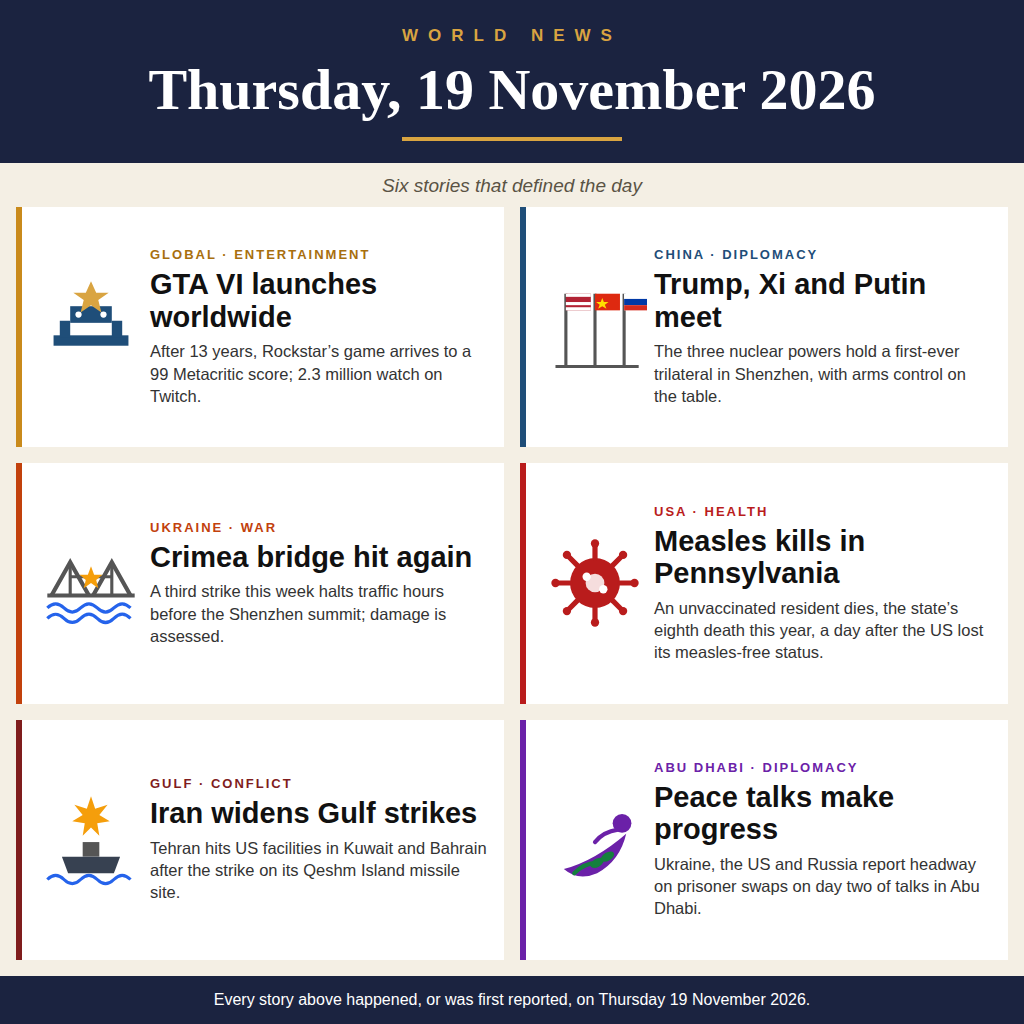 WORLD NEWS
Thursday, 19 November 2026
Six stories that defined the day
GLOBAL · ENTERTAINMENT
GTA VI launches
worldwide
After 13 years, Rockstar’s game arrives to a
99 Metacritic score; 2.3 million watch on
Twitch.
CHINA · DIPLOMACY
Trump, Xi and Putin
meet
The three nuclear powers hold a first-ever
trilateral in Shenzhen, with arms control on
the table.
UKRAINE · WAR
Crimea bridge hit again
A third strike this week halts traffic hours
before the Shenzhen summit; damage is
assessed.
USA · HEALTH
Measles kills in
Pennsylvania
An unvaccinated resident dies, the state’s
eighth death this year, a day after the US lost
its measles-free status.
GULF · CONFLICT
Iran widens Gulf strikes
Tehran hits US facilities in Kuwait and Bahrain
after the strike on its Qeshm Island missile
site.
ABU DHABI · DIPLOMACY
Peace talks make
progress
Ukraine, the US and Russia report headway
on prisoner swaps on day two of talks in Abu
Dhabi.
Every story above happened, or was first reported, on Thursday 19 November 2026.